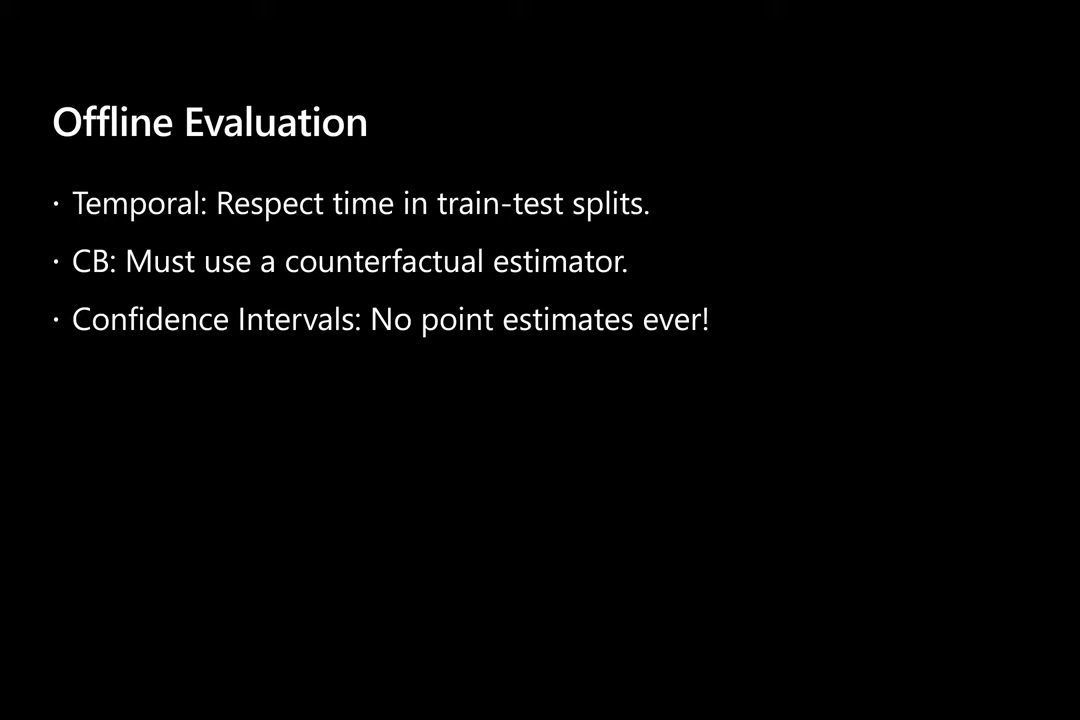 Offline Evaluation
· Temporal: Respect time in train-test splits.
· CB: Must use a counterfactual estimator.
· Confidence Intervals: No point estimates ever!